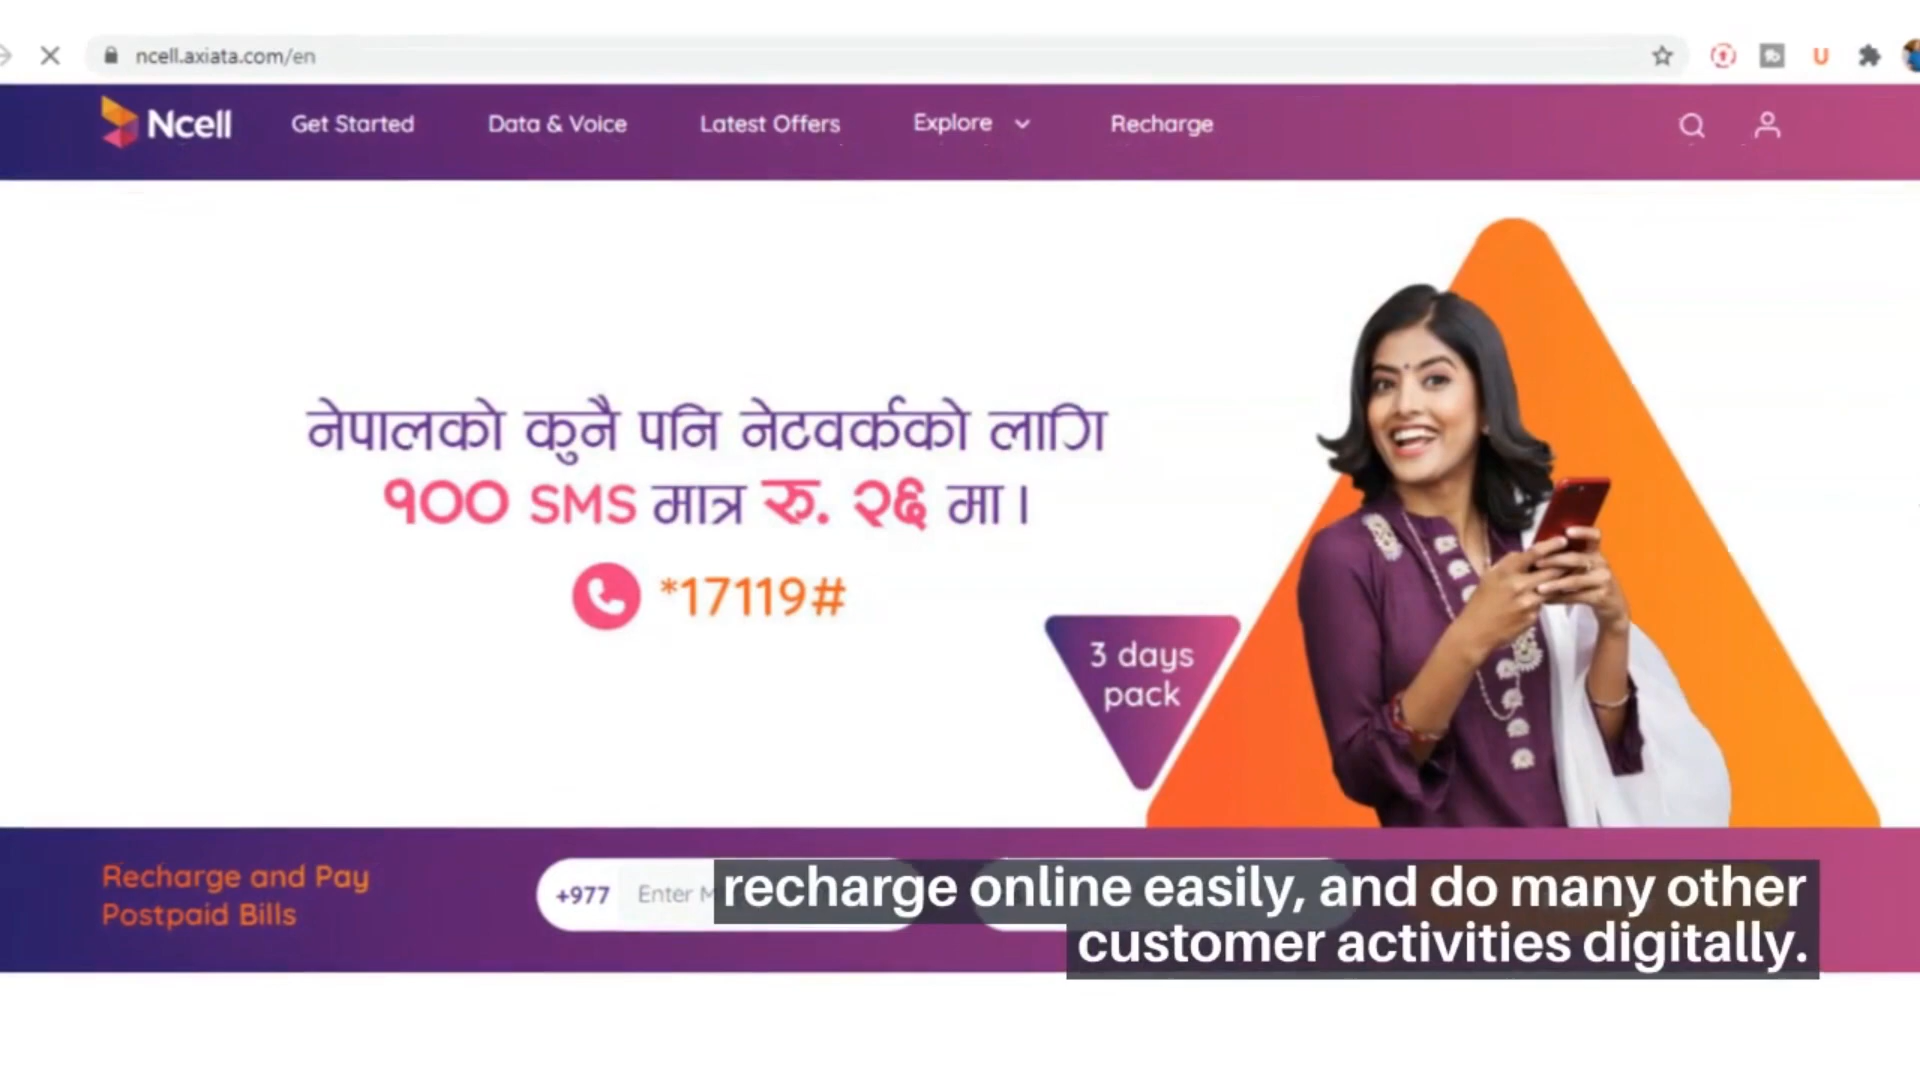 ncell.axiata.com/en
Ncell
Get Started
Data & Voice
Latest Offers
Explore
Recharge
नेपालको कुनै पनि नेटवर्कको लागि
१०० SMS मात्र रु. २६ मा ।
*17119#
3 days
pack
Recharge and Pay
Postpaid Bills
+977
Enter
recharge online easily, and do many other
customer activities digitally.